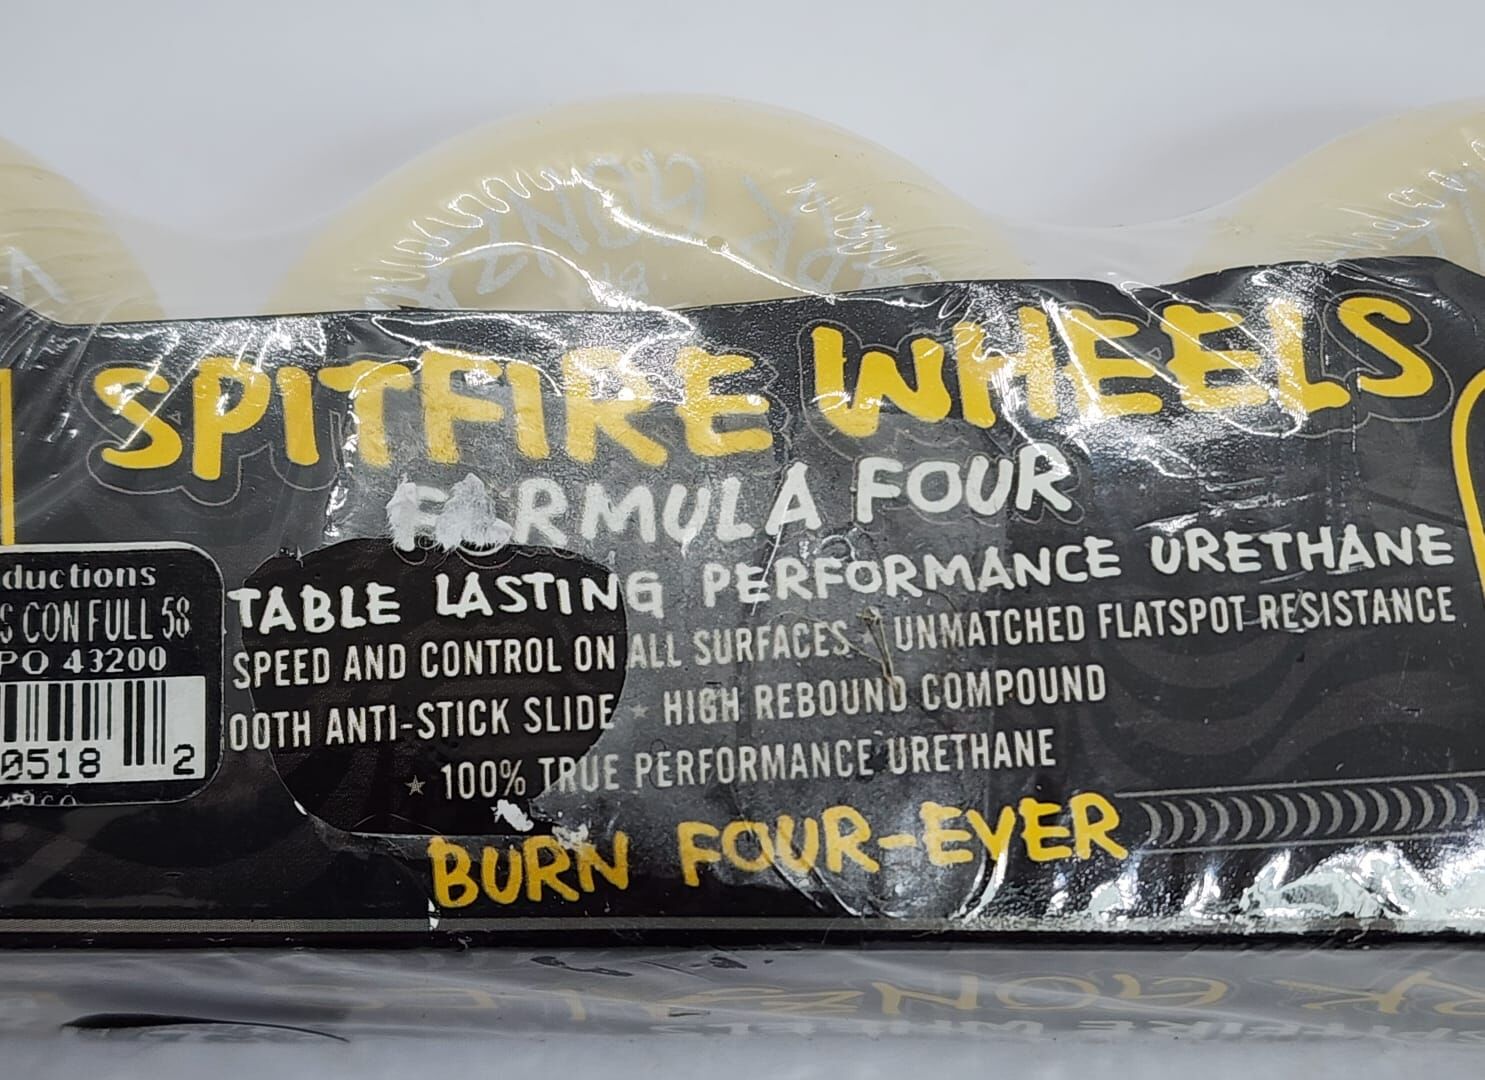 SPITFIRE WHEELS
FORMULA FOUR
TABLE LASTING PERFORMANCE URETHANE
SPEED AND CONTROL ON ALL SURFACES UNMATCHED FLATSPOT RESISTANCE
OOTH ANTI-STICK SLIDE ★ HIGH REBOUND COMPOUND
★ 100% TRUE PERFORMANCE URETHANE
BURN FOUR-EVER
ductions
S CON FULL 58
PO 43200
0518 2